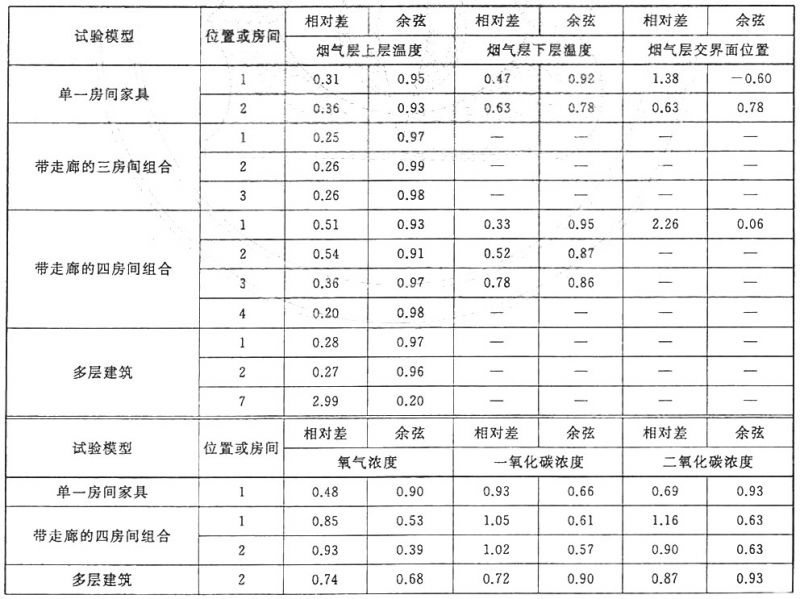 试验模型 位置或房间 相对差 余弦 相对差 余弦 相对差 余弦
烟气层上层温度 烟气层下层温度 烟气层交界面位置
单一房间家具 1 0.31 0.95 0.47 0.92 1.38 －0.60
2 0.36 0.93 0.63 0.78 0.63 0.78
带走廊的三房间组合 1 0.25 0.97 — — — —
2 0.26 0.99 — — — —
3 0.26 0.98 — — — —
带走廊的四房间组合 1 0.51 0.93 0.33 0.95 2.26 0.06
2 0.54 0.91 0.52 0.87 — —
3 0.36 0.97 0.78 0.86 — —
4 0.20 0.98 — — — —
多层建筑 1 0.28 0.97 — — — —
2 0.27 0.96 — — — —
7 2.99 0.20 — — — —
试验模型 位置或房间 相对差 余弦 相对差 余弦 相对差 余弦
氧气浓度 一氧化碳浓度 二氧化碳浓度
单一房间家具 1 0.48 0.90 0.93 0.66 0.69 0.93
带走廊的四房间组合 1 0.85 0.53 1.05 0.61 1.16 0.63
2 0.93 0.39 1.02 0.57 0.90 0.63
多层建筑 2 0.74 0.68 0.72 0.90 0.87 0.93